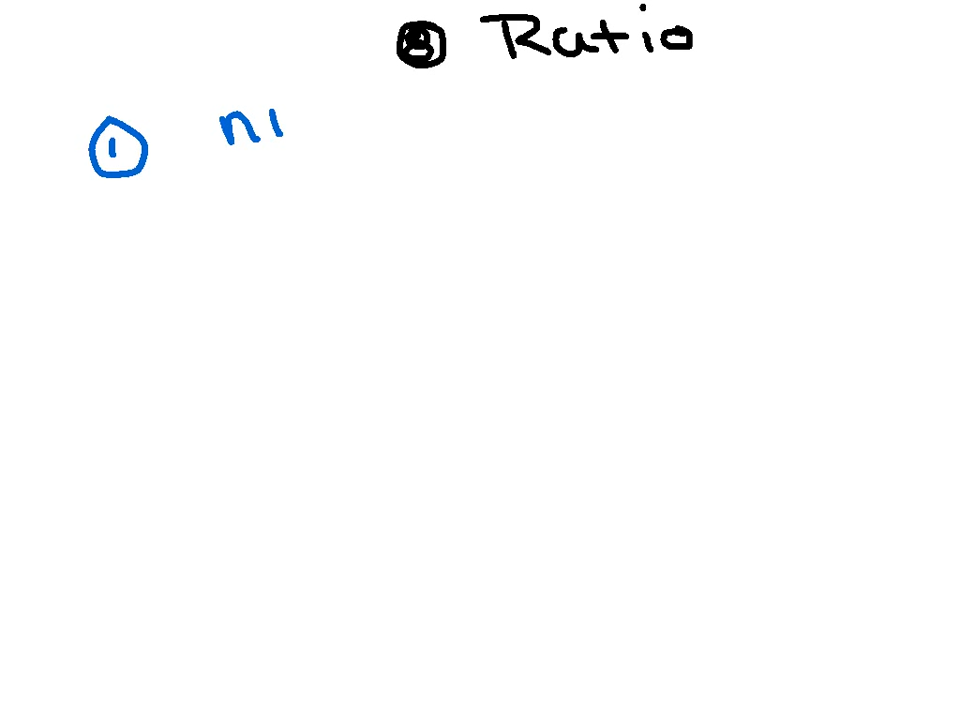 ⑧ Ratio
① n1